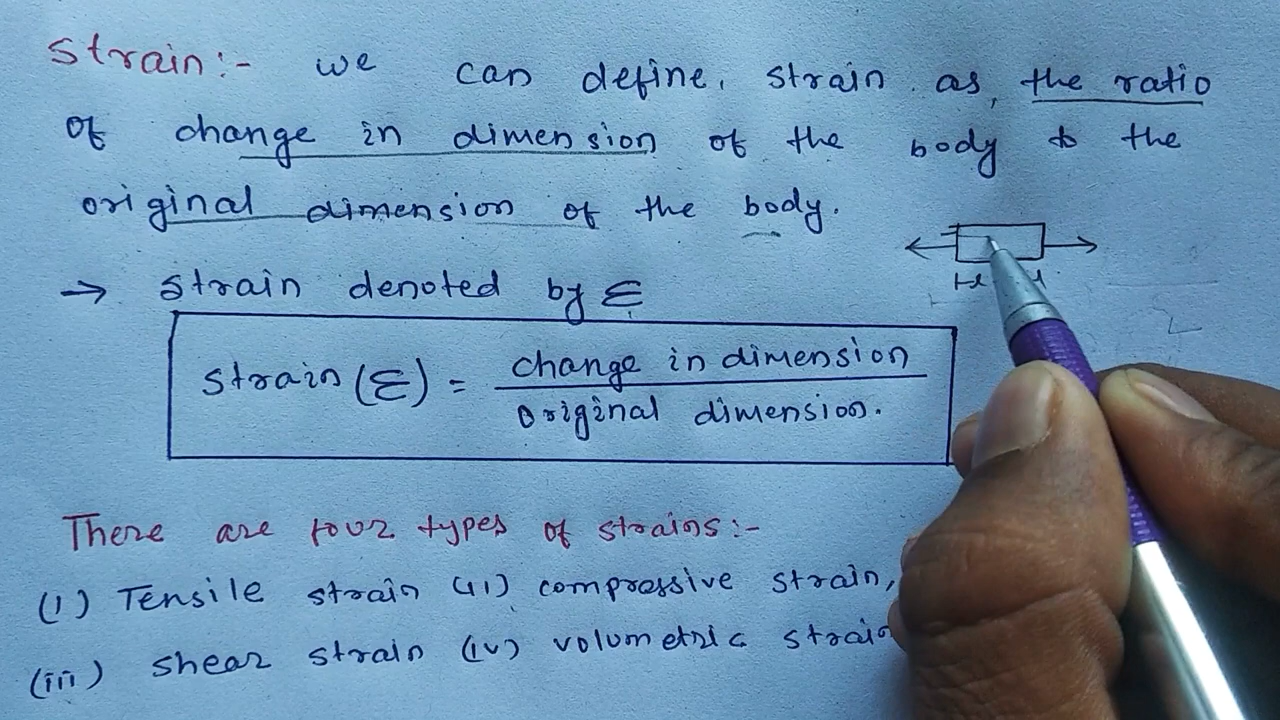 Strain:- we can define, strain as, the ratio
of change in dimension of the body to the
original dimension of the body.
→ strain denoted by Ɛ
strain (Ɛ) = change in dimension
original dimension.
There are four types of strains:-
(i) Tensile strain (ii) compressive strain,
(iii) shear strain (iv) volumetric strain